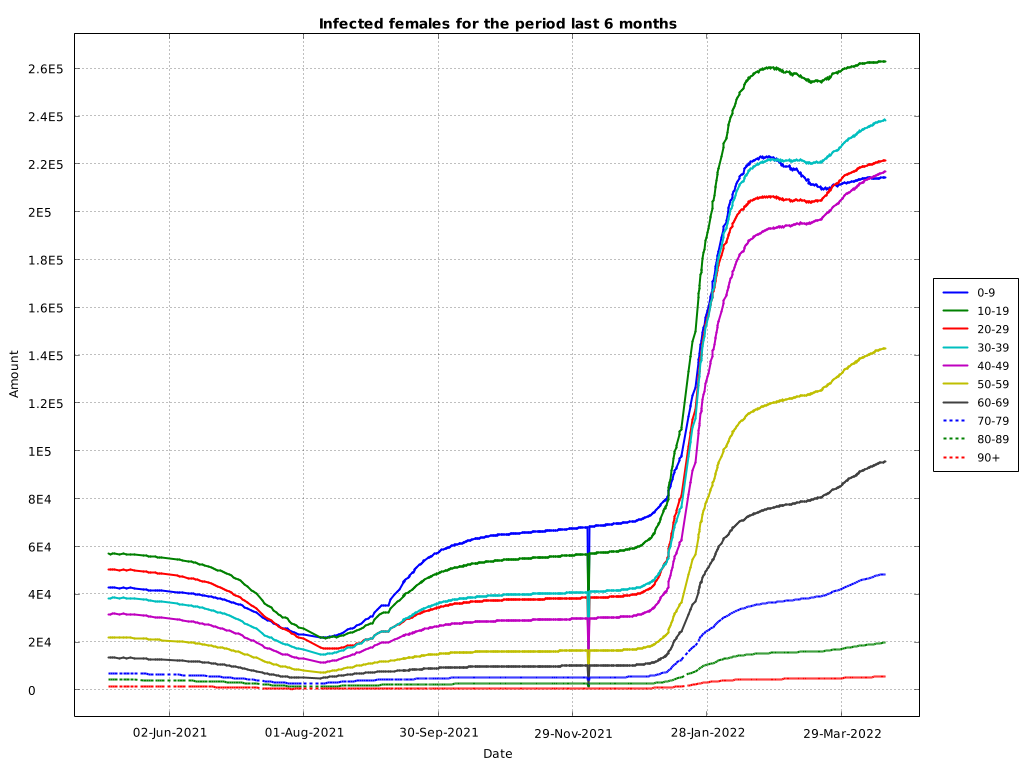 Infected females for the period last 6 months
2.6E5
2.4E5
2.2E5
2E5
1.8E5
1.6E5
1.4E5
1.2E5
1E5
8E4
6E4
4E4
2E4
0
Amount
02-Jun-2021
01-Aug-2021
30-Sep-2021
29-Nov-2021
28-Jan-2022
29-Mar-2022
Date
0-9
10-19
20-29
30-39
40-49
50-59
60-69
70-79
80-89
90+